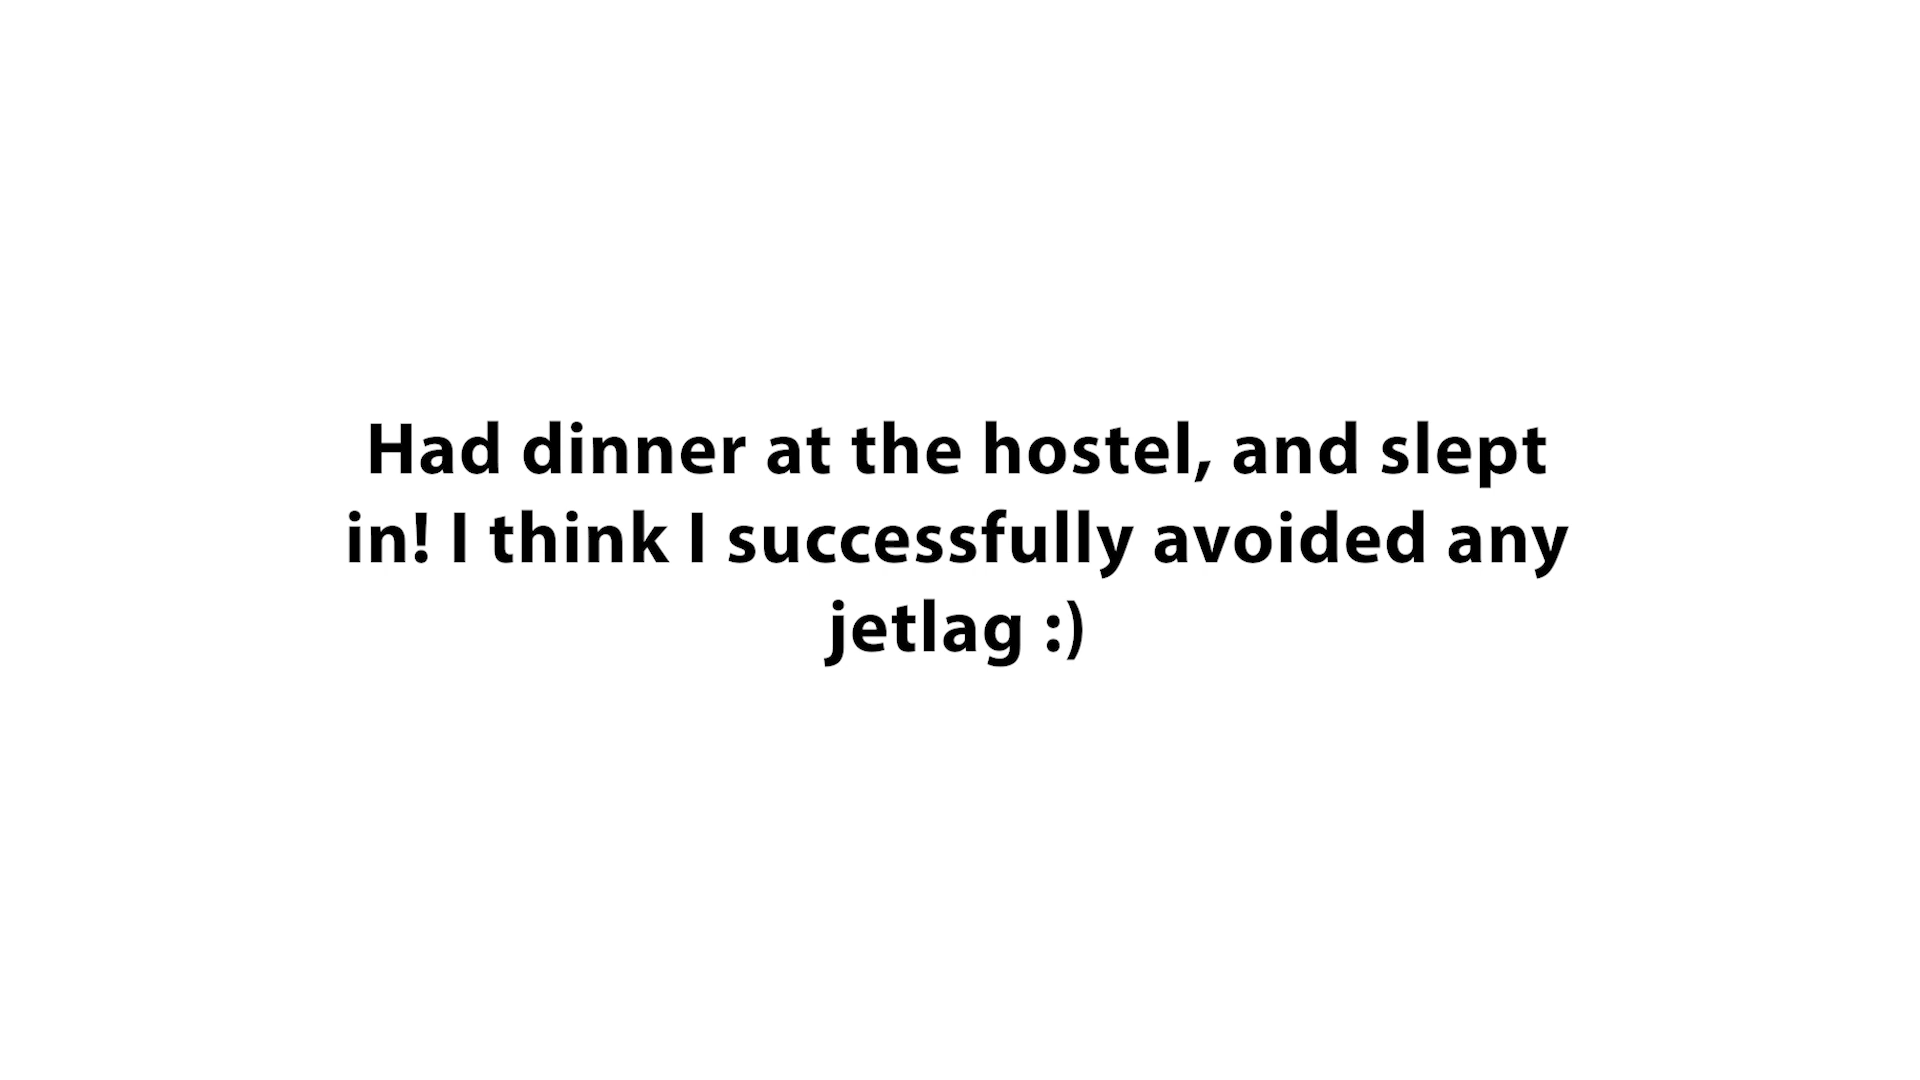 Had dinner at the hostel, and slept
in! I think I successfully avoided any
jetlag :)